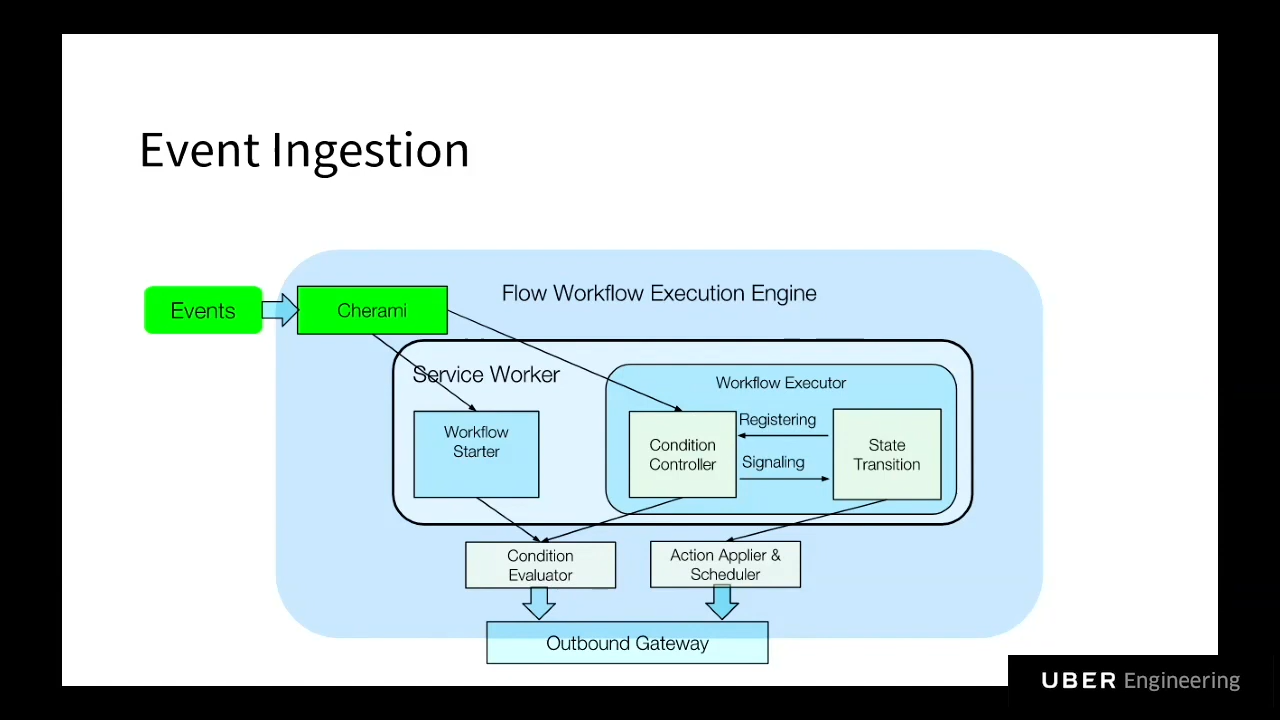 Event Ingestion
Events
Cherami
Flow Workflow Execution Engine
Service Worker
Workflow Executor
Workflow
Starter
Condition
Controller
Registering
Signaling
State
Transition
Condition
Evaluator
Action Applier &
Scheduler
Outbound Gateway
UBER Engineering